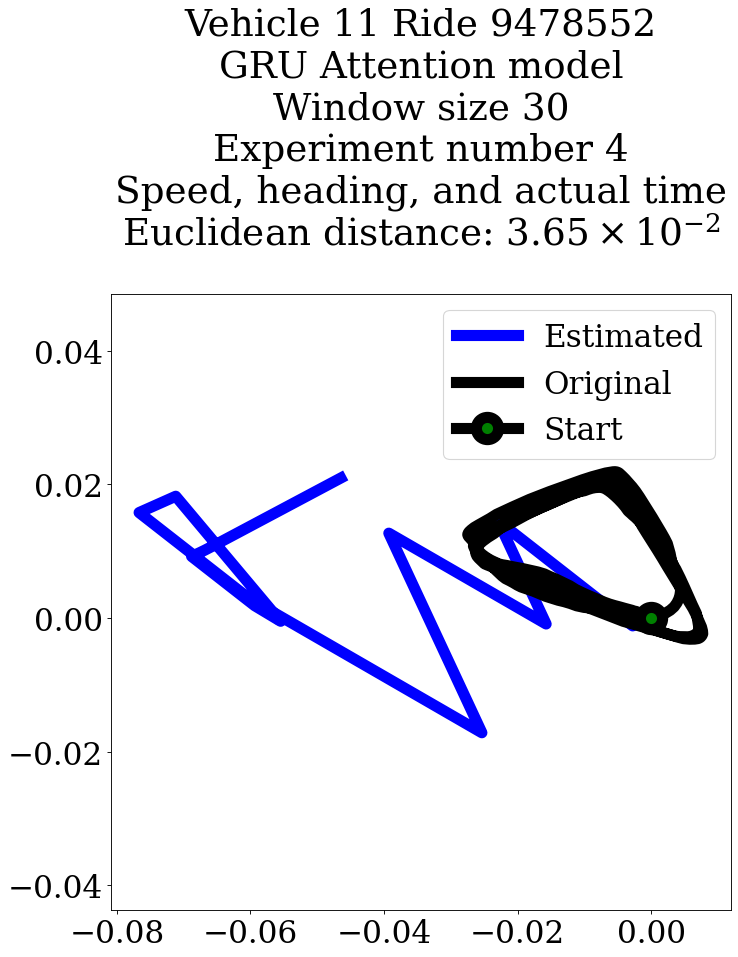 Vehicle 11 Ride 9478552
GRU Attention model
Window size 30
Experiment number 4
Speed, heading, and actual time
Euclidean distance: 3.65 × 10⁻²
Estimated
Original
Start
0.04
0.02
0.00
−0.02
−0.04
−0.08 −0.06 −0.04 −0.02 0.00